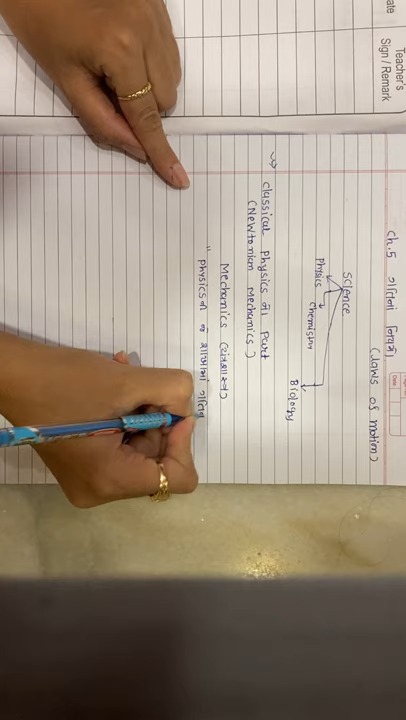 ate
Teacher's
Sign / Remark
Ch.5 ગતિના નિયમો
(Laws of motion)
Science
Physics
Chemistry
Biology
Classical Physics નો Part
(Newtonian Mechanics)
Mechanics (યંત્રશાસ્ત્ર)
" Physics ની જે શાખામાં ગતિ